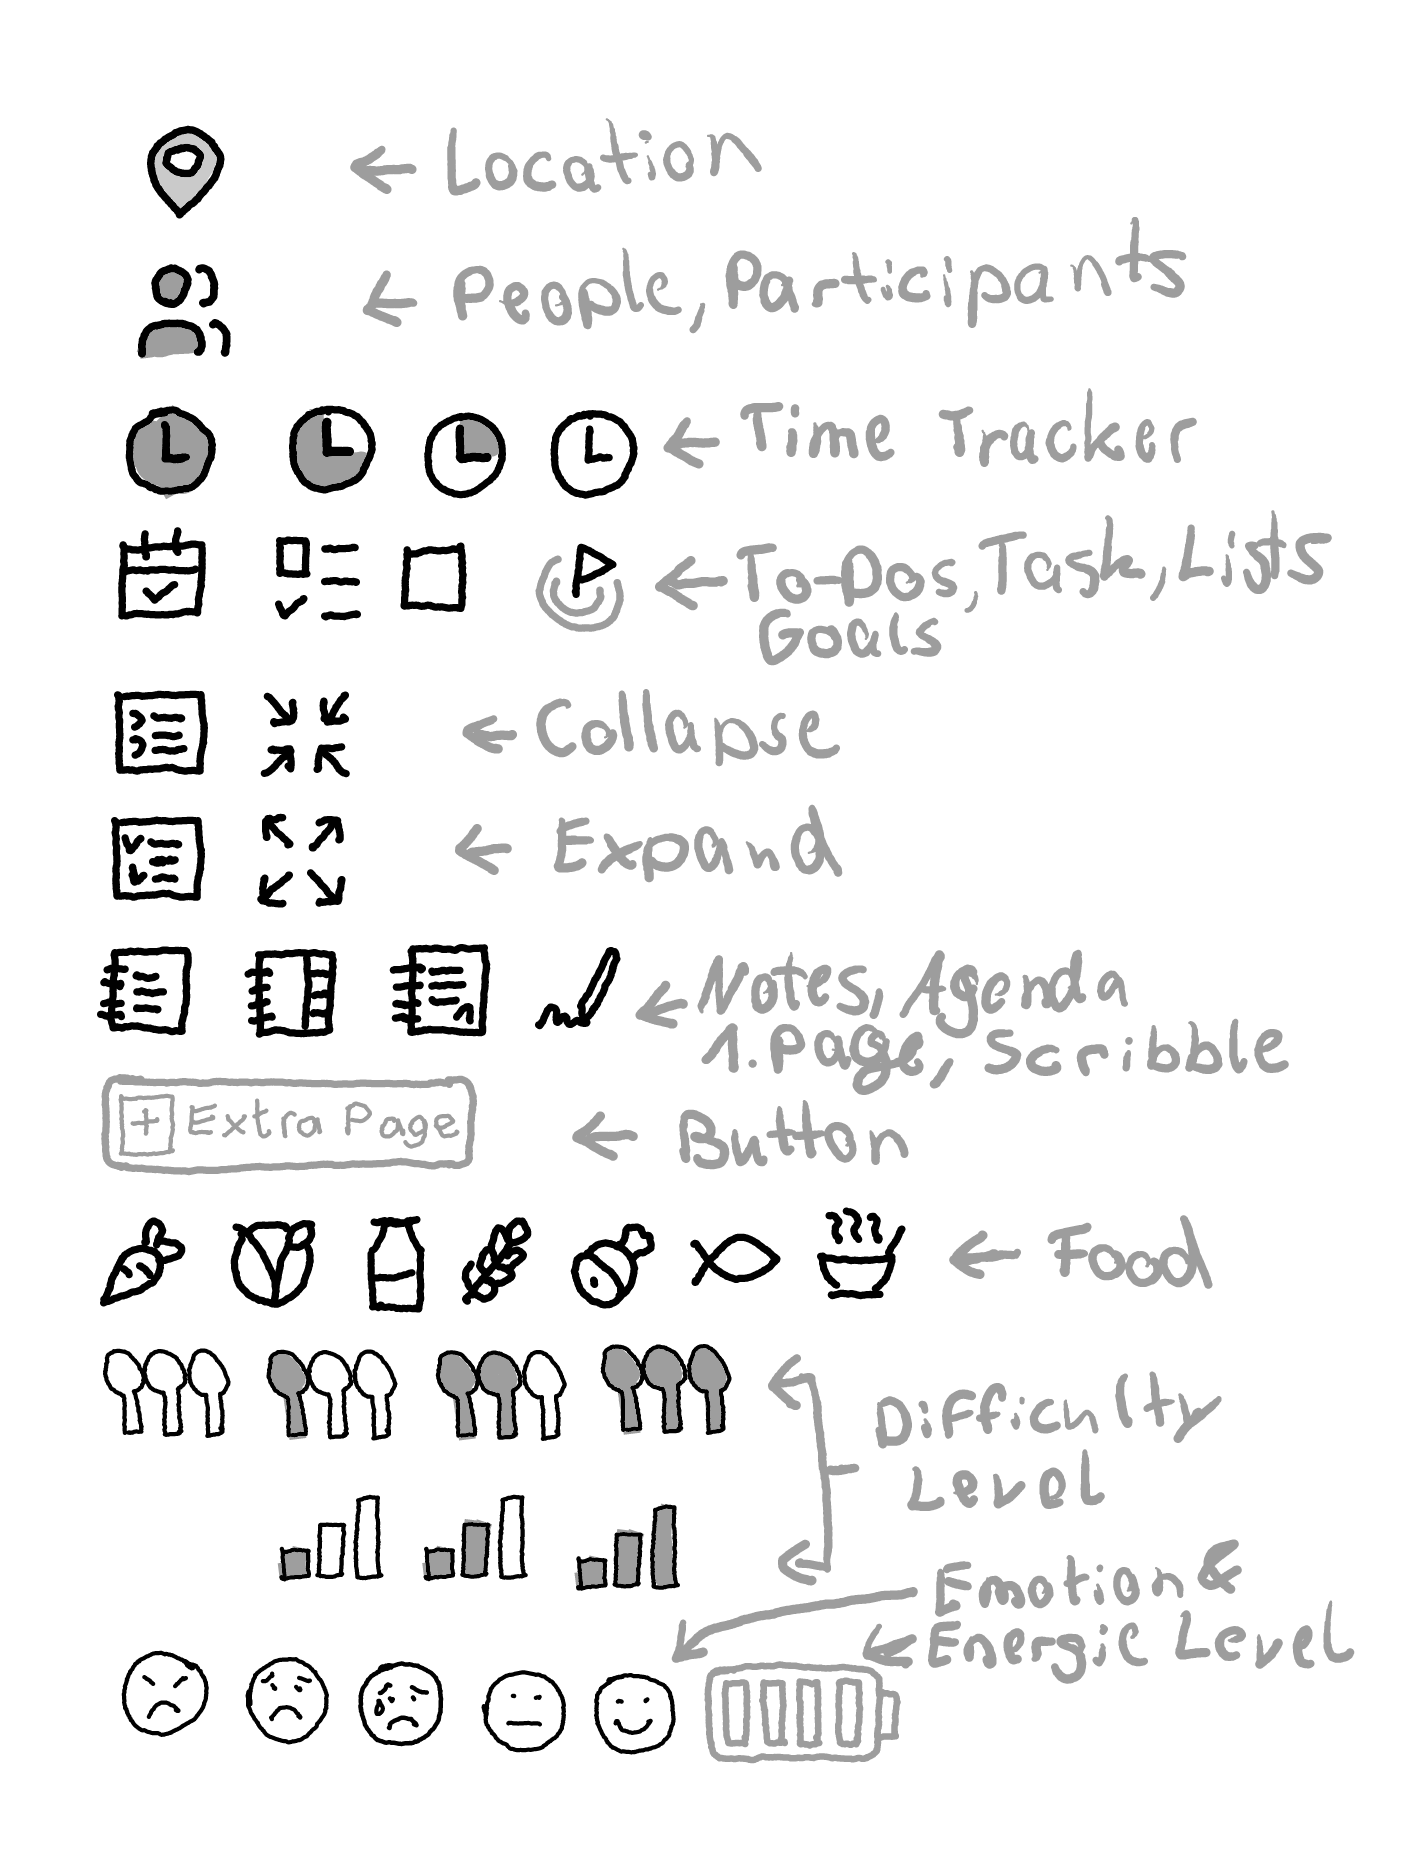 Location
People, Participants
Time Tracker
To-Dos, Task, Lists
Goals
Collapse
Expand
Notes, Agenda
1. Page, Scribble
+ Extra Page
Button
Food
Difficulty
Level
Emotion &
Energic Level